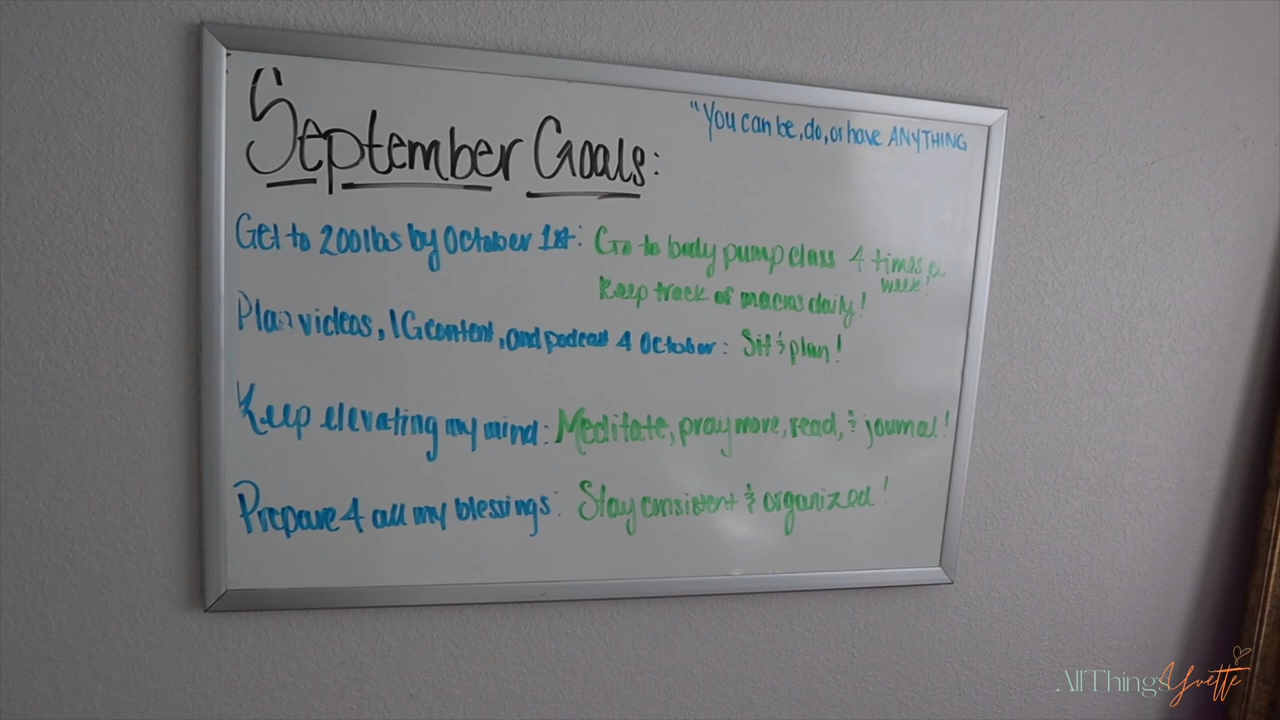 September Goals:
"You can be, do, or have ANYTHING
Get to 200lbs by October 1st: Go to body pump class 4 times a
week!
Keep track of macros daily!
Plan videos, IG content, and podcast 4 October: Sit & plan!
Keep elevating my mind: Meditate, pray more, read, & journal!
Prepare 4 all my blessings: Stay consistent & organized!
AllThingsYvette